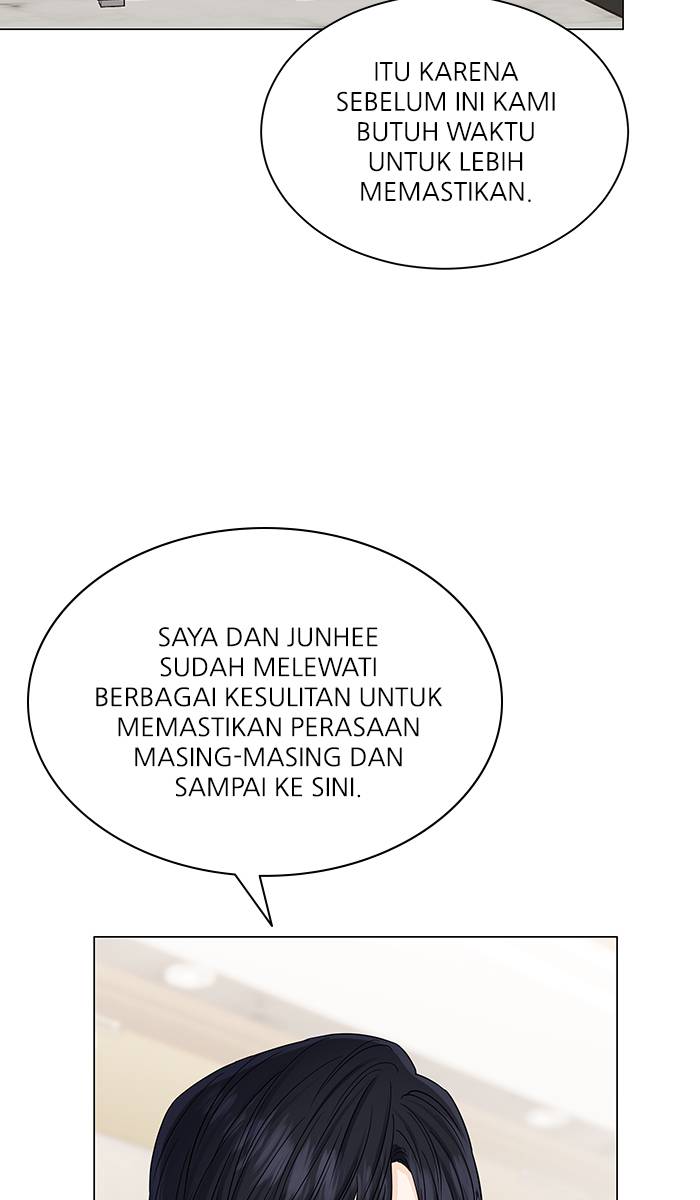 ITU KARENA
SEBELUM INI KAMI
BUTUH WAKTU
UNTUK LEBIH
MEMASTIKAN.
SAYA DAN JUNHEE
SUDAH MELEWATI
BERBAGAI KESULITAN UNTUK
MEMASTIKAN PERASAAN
MASING-MASING DAN
SAMPAI KE SINI.